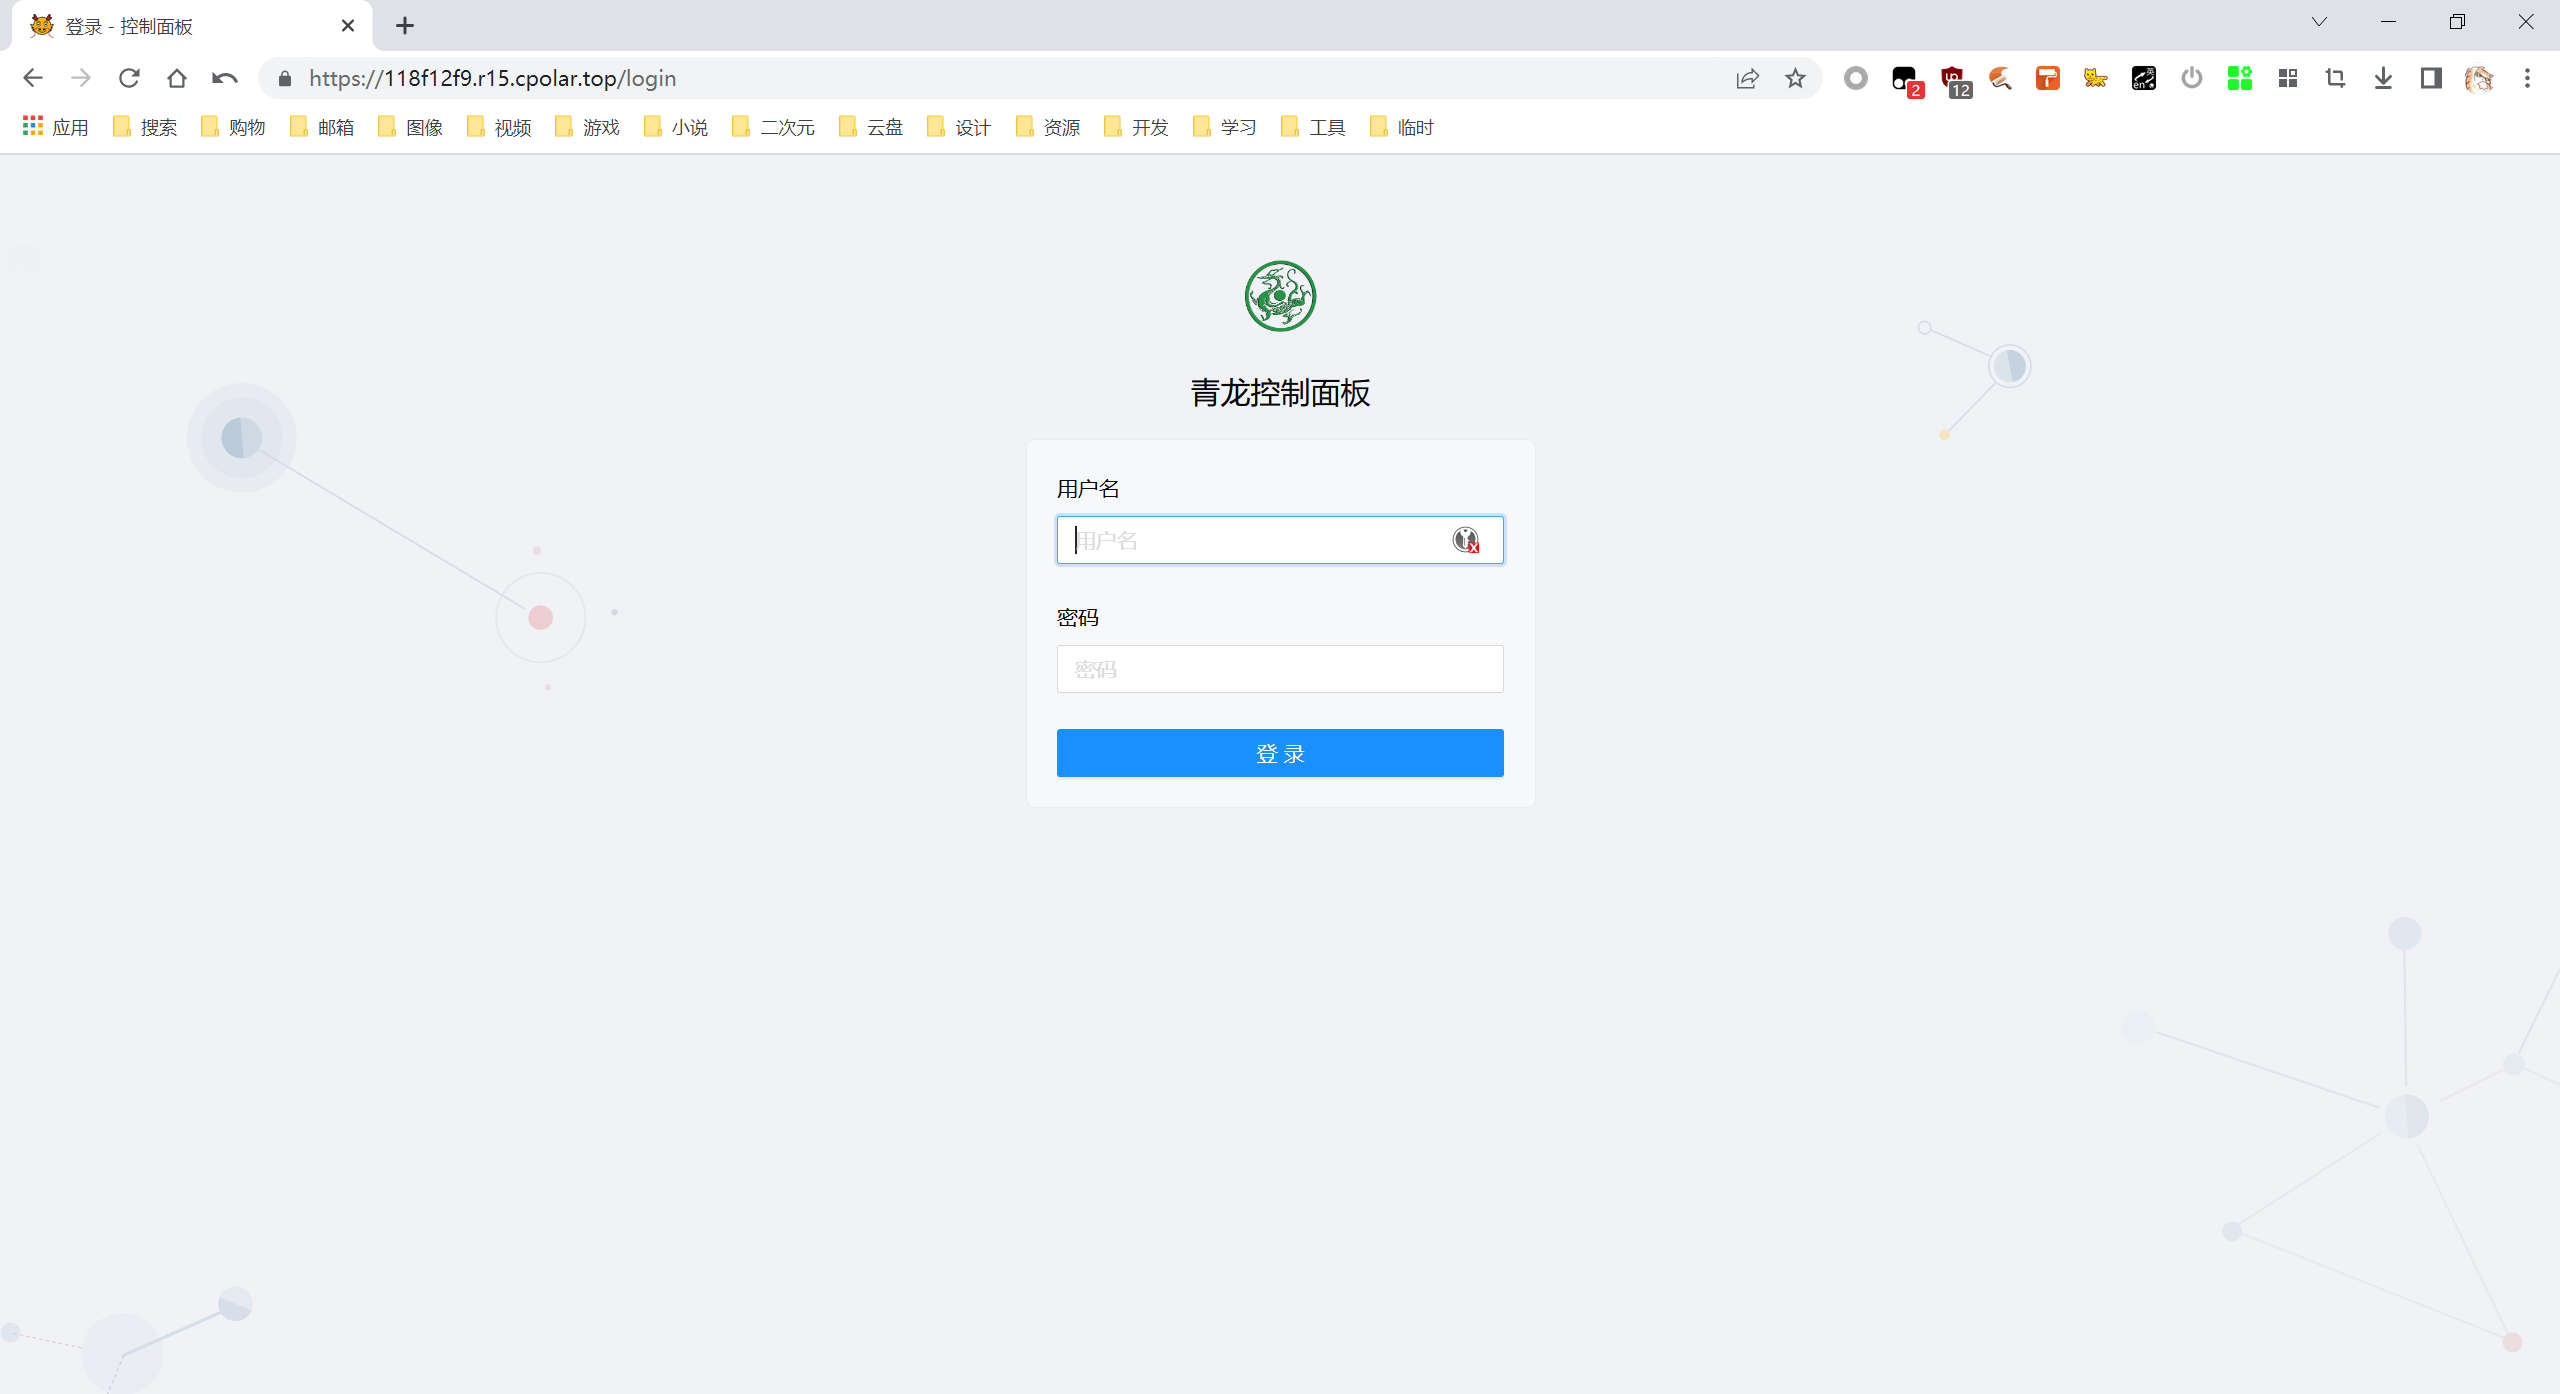 登录 - 控制面板
https://118f12f9.r15.cpolar.top/login
2
12
英
en
应用 搜索 购物 邮箱 图像 视频 游戏 小说 二次元 云盘 设计 资源 开发 学习 工具 临时
青龙控制面板
用户名
用户名
密码
密码
登 录